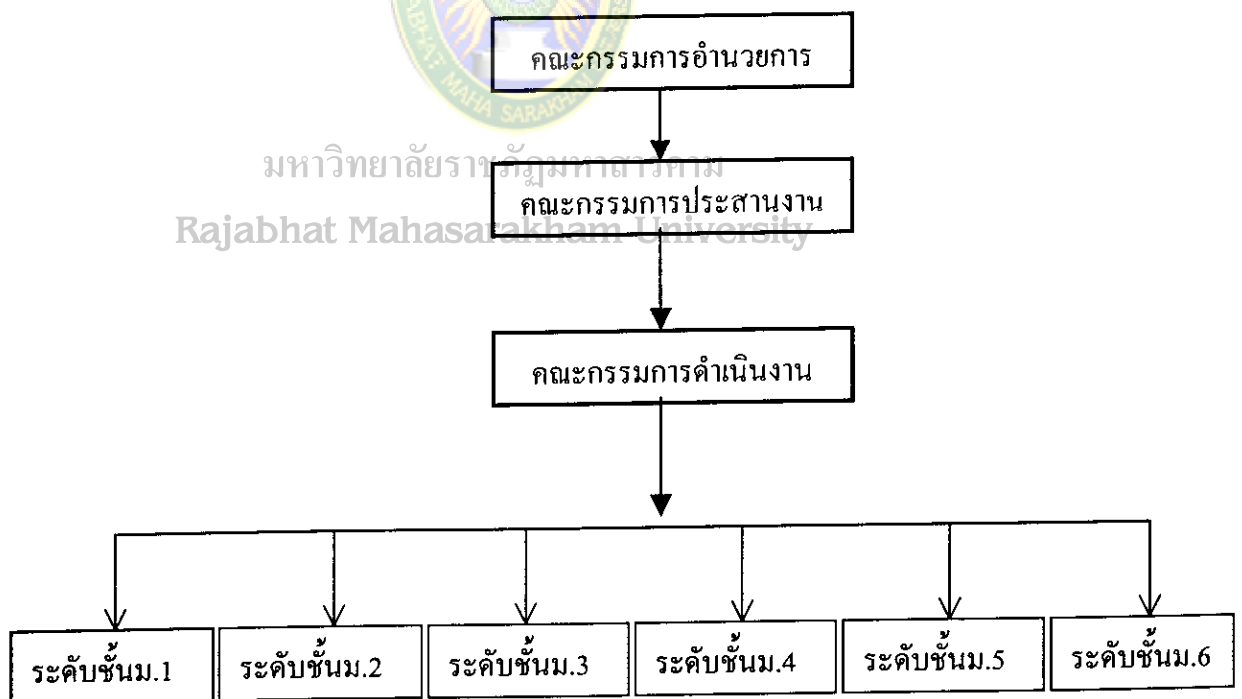 คณะกรรมการอำนวยการ
RAJABHAT MAHA SARAKHAM
มหาวิทยาลัยราชภัฏมหาสารคาม
คณะกรรมการประสานงาน
Rajabhat Mahasarakham University
คณะกรรมการดำเนินงาน
ระดับชั้นม.1
ระดับชั้นม.2
ระดับชั้นม.3
ระดับชั้นม.4
ระดับชั้นม.5
ระดับชั้นม.6